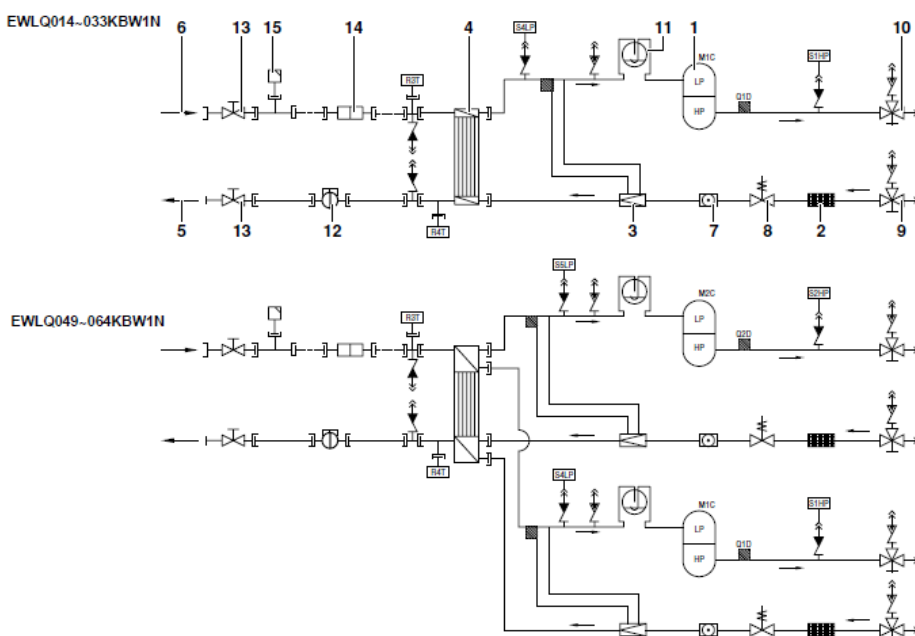 EWLQ014~033KBW1N
6 13 15 14 4 11 1 10
S4LP S1HP
M1C
LP
R3T
HP
Q1D
R4T
5 13 12 3 7 8 2 9
EWLQ049~064KBW1N
S5LP S2HP
M2C
LP
R3T
HP
Q2D
R4T
S4LP S1HP
M1C
LP
HP
Q1D